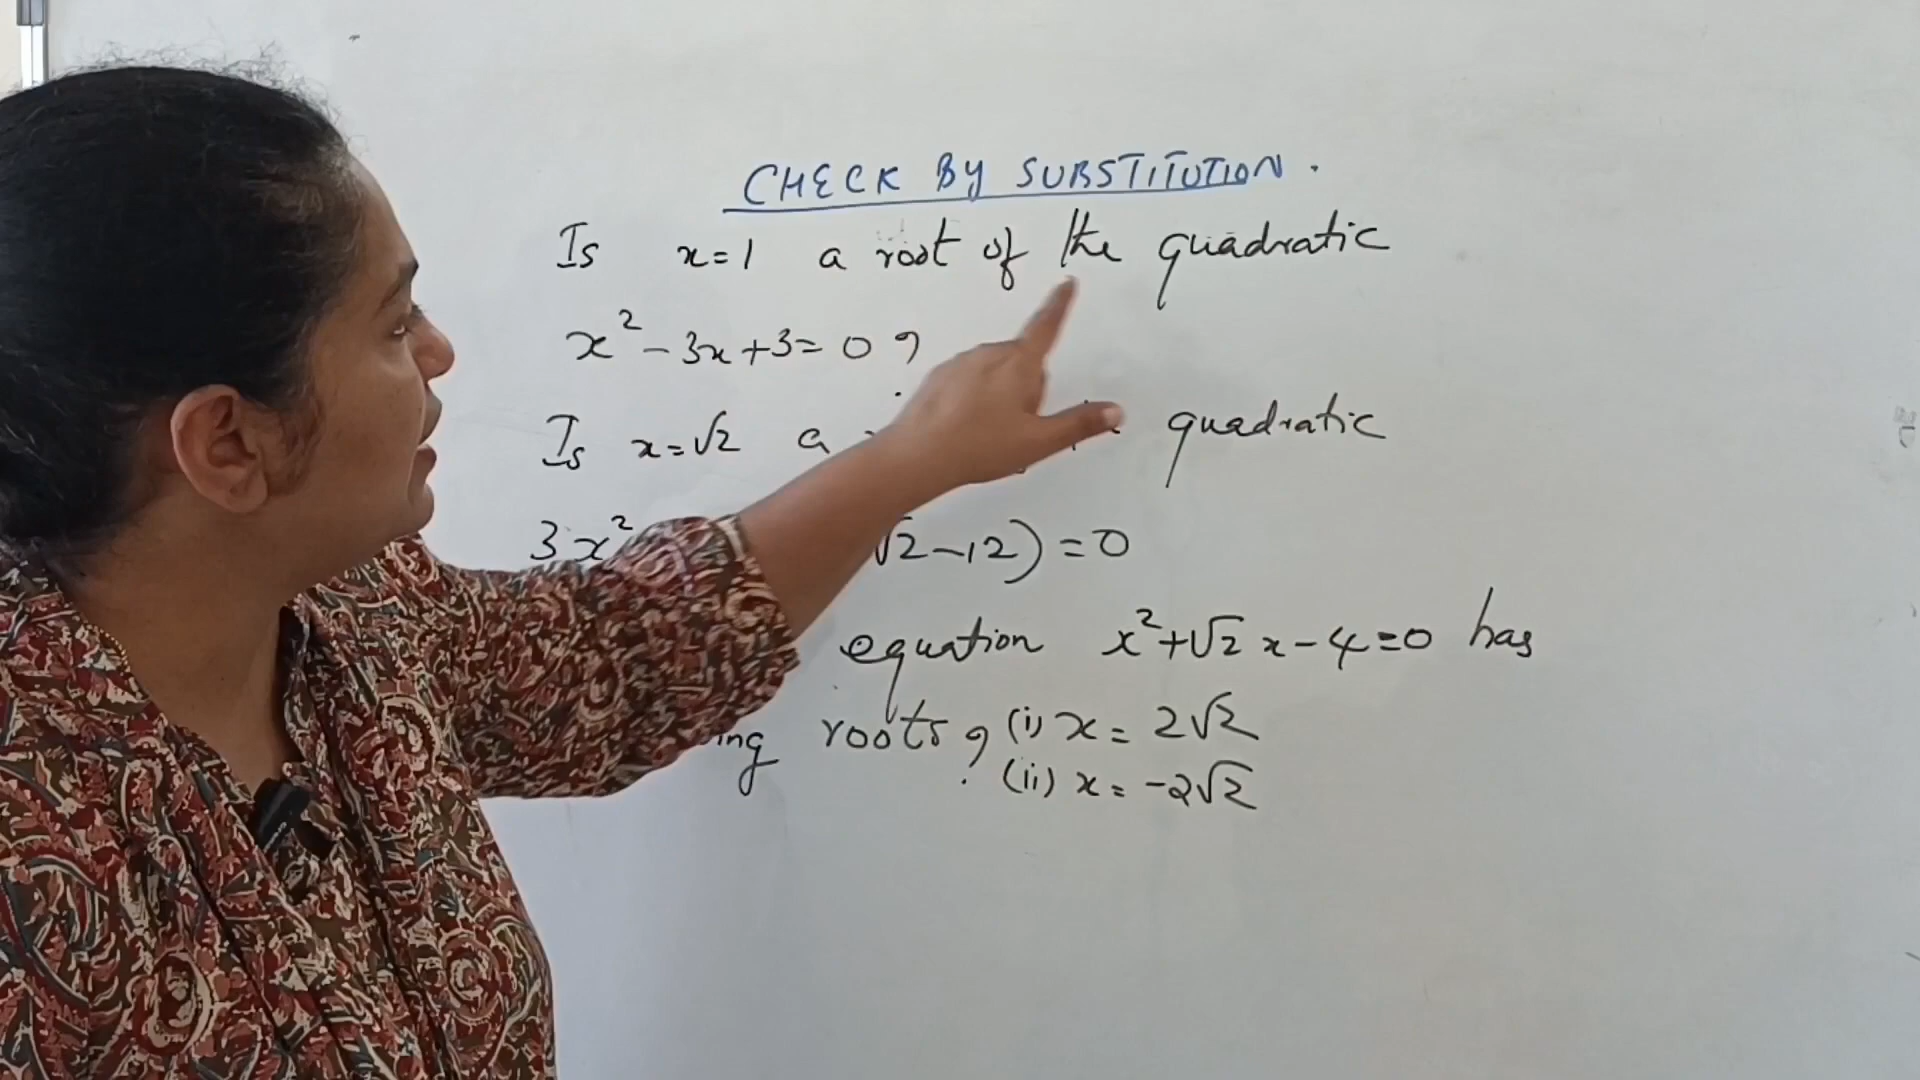 CHECK BY SUBSTITUTION.
Is x=1 a root of the quadratic
x² - 3x + 3 = 0 ?
Is x=√2 a quadratic
3x² √2-12) = 0
equation x²+√2 x - 4 = 0 has
ing roots? (i) x = 2√2
(ii) x = -2√2